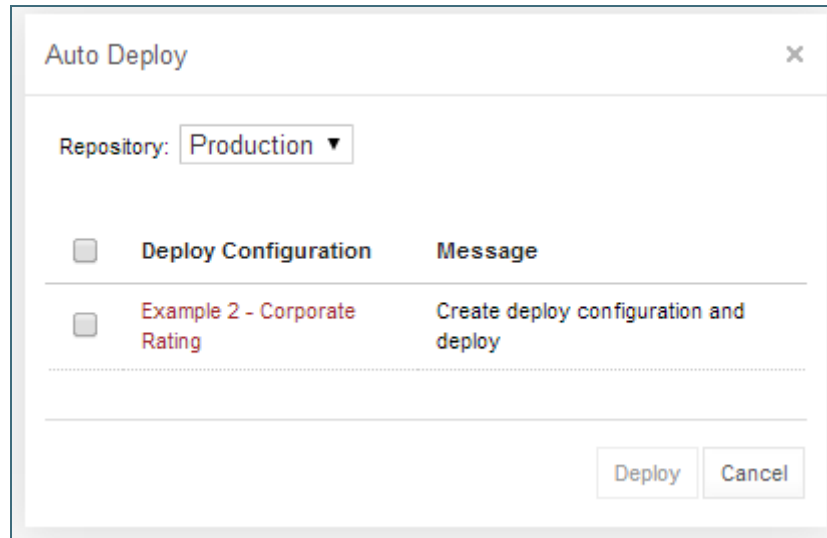 Auto Deploy ×
Repository: Production ▼
Deploy Configuration Message
Example 2 - Corporate Create deploy configuration and
Rating deploy
Deploy Cancel